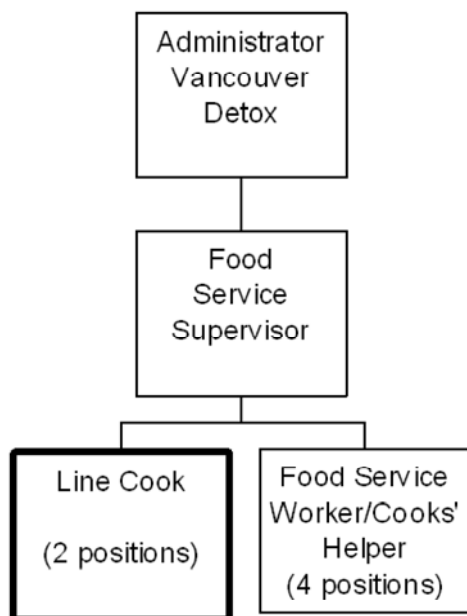 Administrator
Vancouver
Detox
Food
Service
Supervisor
Line Cook
(2 positions)
Food Service
Worker/Cooks'
Helper
(4 positions)